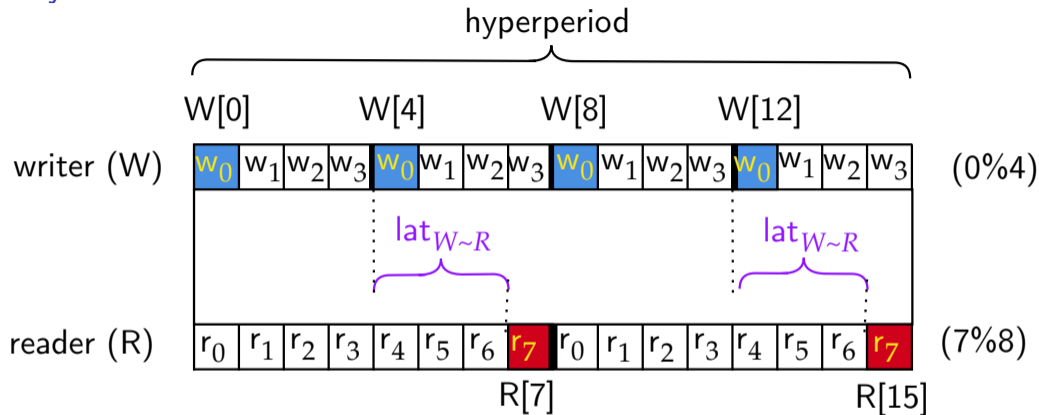 hyperperiod
W[0] W[4] W[8] W[12]
writer (W) w0 w1 w2 w3 w0 w1 w2 w3 w0 w1 w2 w3 w0 w1 w2 w3 (0%4)
latW~R latW~R
reader (R) r0 r1 r2 r3 r4 r5 r6 r7 r0 r1 r2 r3 r4 r5 r6 r7 (7%8)
R[7] R[15]